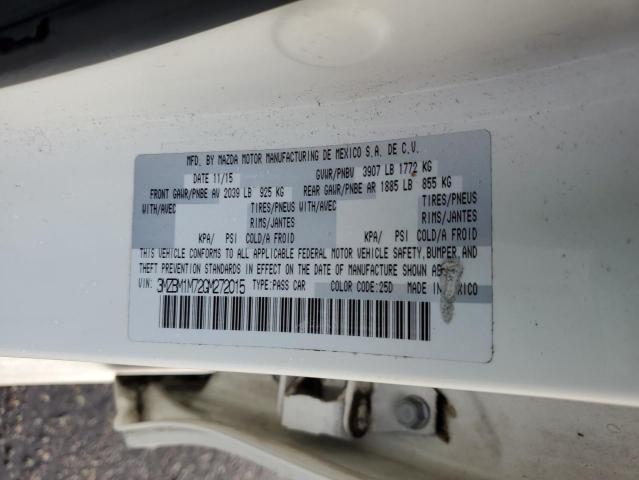 MFD. BY MAZDA MOTOR MANUFACTURING DE MEXICO S.A. DE C.V.
DATE 11/15 GVWR/PNBV 3907 LB 1772 KG
FRONT GAWR/PNBE AV 2039 LB 925 KG REAR GAWR/PNBE AR 1885 LB 855 KG
WITH/AVEC TIRES/PNEUS WITH/AVEC TIRES/PNEUS
RIMS/JANTES RIMS/JANTES
KPA/ PSI COLD/A FROID KPA/ PSI COLD/A FROID
THIS VEHICLE CONFORMS TO ALL APPLICABLE FEDERAL MOTOR VEHICLE SAFETY, BUMPER, AND
THEFT PREVENTION STANDARDS IN EFFECT ON THE DATE OF MANUFACTURE SHOWN ABOVE.
VIN: 3MZBM1M72GM272015 TYPE:PASS CAR COLOR CODE:25D MADE IN MEXICO